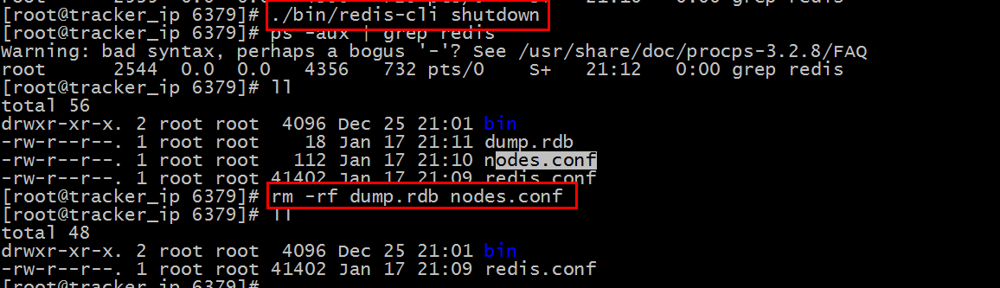 [root@tracker_ip 6379]# ./bin/redis-cli shutdown
[root@tracker_ip 6379]# ps -aux | grep redis
Warning: bad syntax, perhaps a bogus '-'? See /usr/share/doc/procps-3.2.8/FAQ
root 2544 0.0 0.0 4356 732 pts/0 S+ 21:12 0:00 grep redis
[root@tracker_ip 6379]# ll
total 56
drwxr-xr-x. 2 root root 4096 Dec 25 21:01 bin
-rw-r--r--. 1 root root 18 Jan 17 21:11 dump.rdb
-rw-r--r--. 1 root root 112 Jan 17 21:10 nodes.conf
-rw-r--r--. 1 root root 41402 Jan 17 21:09 redis.conf
[root@tracker_ip 6379]# rm -rf dump.rdb nodes.conf
[root@tracker_ip 6379]# ll
total 48
drwxr-xr-x. 2 root root 4096 Dec 25 21:01 bin
-rw-r--r--. 1 root root 41402 Jan 17 21:09 redis.conf
[root@tracker_ip 6379]#